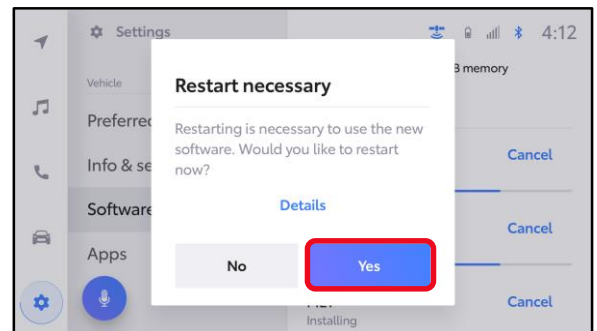 Settings
4:12
Vehicle
Preferred
Info & se
Software
Apps
B memory
Cancel
Cancel
Cancel
Installing
Restart necessary
Restarting is necessary to use the new
software. Would you like to restart
now?
Details
No
Yes